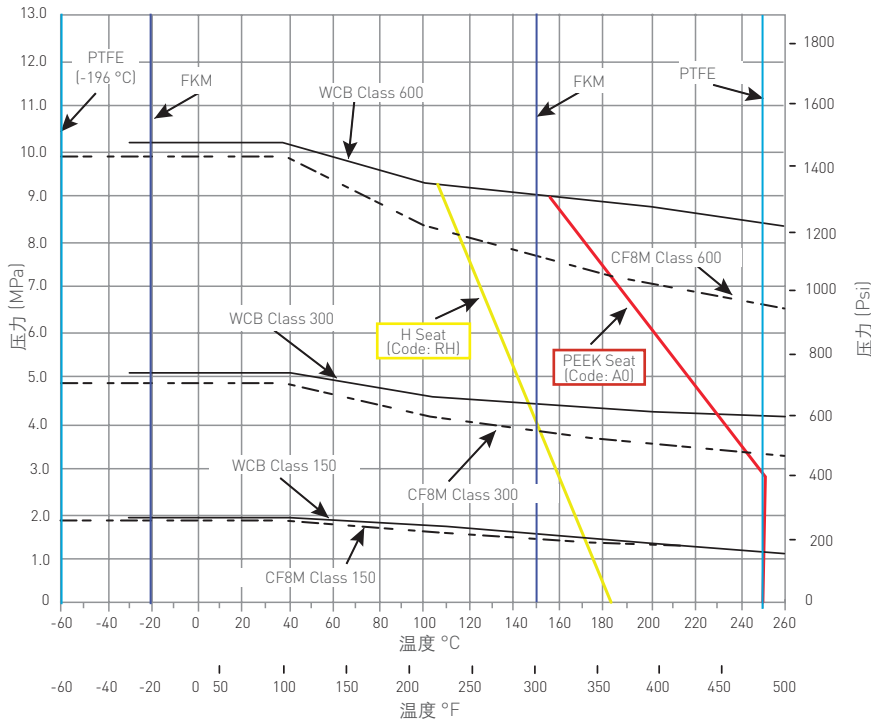 13.0
12.0
11.0
10.0
9.0
8.0
7.0
6.0
5.0
4.0
3.0
2.0
1.0
0
压力 (MPa)
1800
1600
1400
1200
1000
800
600
400
200
0
压力 (Psi)
PTFE
(-196 °C)
FKM
WCB Class 600
FKM
PTFE
CF8M Class 600
WCB Class 300
H Seat
(Code: RH)
PEEK Seat
(Code: A0)
WCB Class 150
CF8M Class 300
CF8M Class 150
-60 -40 -20 0 20 40 60 80 100 120 140 160 180 200 220 240 260
温度 °C
-60 -40 -20 0 50 100 150 200 250 300 350 400 450 500
温度 °F